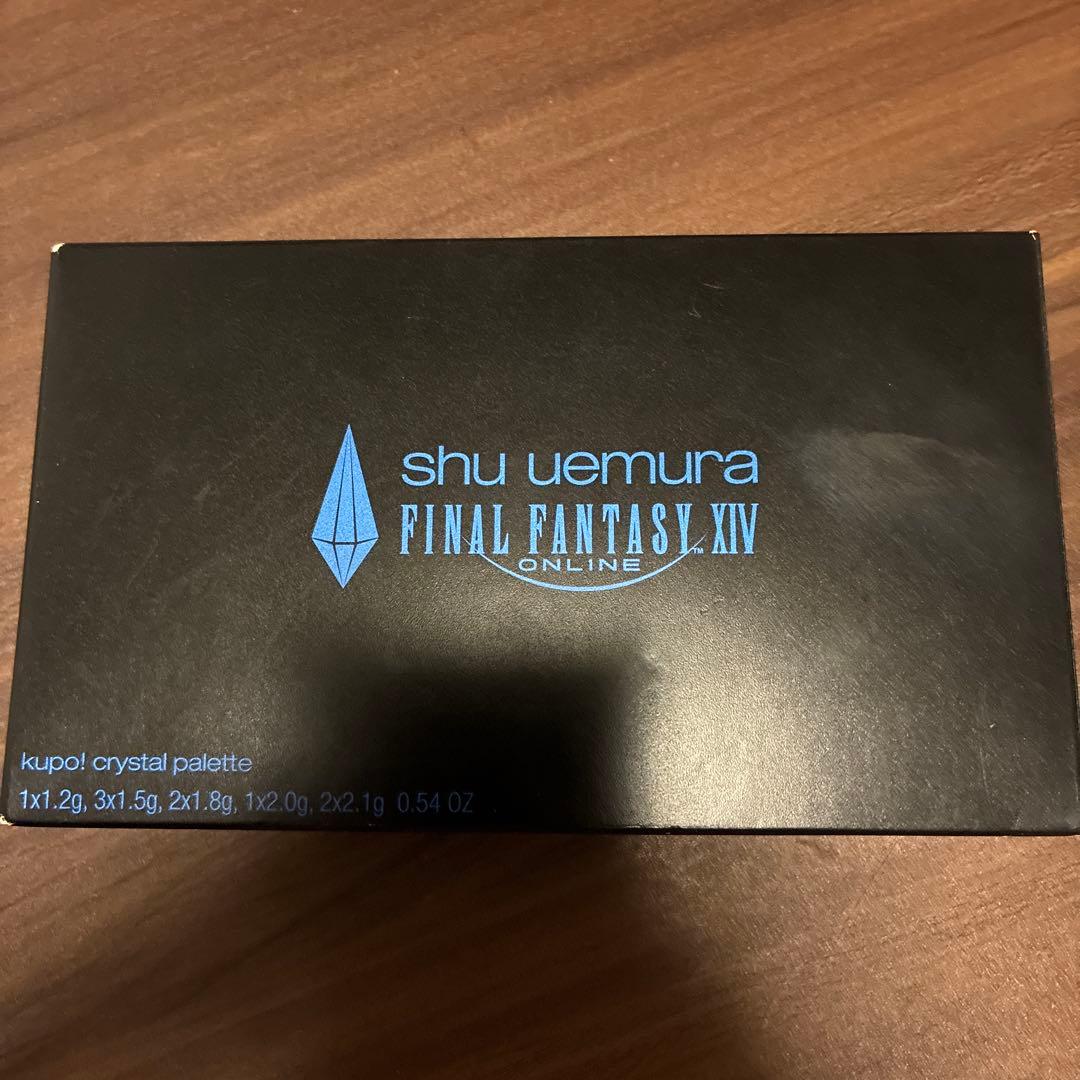 shu uemura
FINAL FANTASY™ XIV
ONLINE
kupo! crystal palette
1x1.2g, 3x1.5g, 2x1.8g, 1x2.0g, 2x2.1g 0.54 OZ